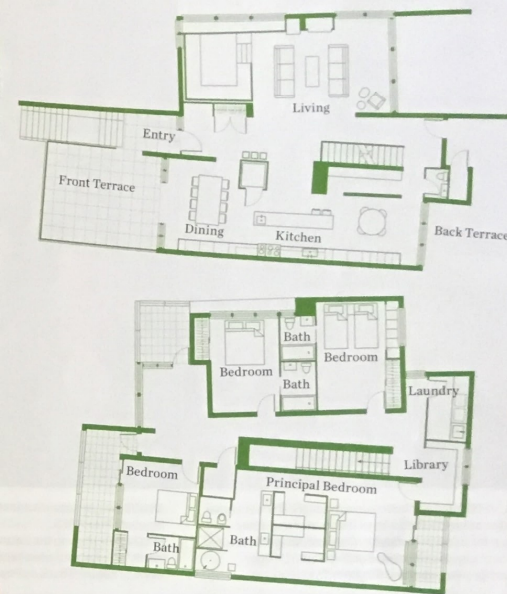 Living
Entry
Front Terrace
Dining
Kitchen
Back Terrace
Bath
Bedroom
Bedroom
Bath
Laundry
Library
Bedroom
Principal Bedroom
Bath
Bath